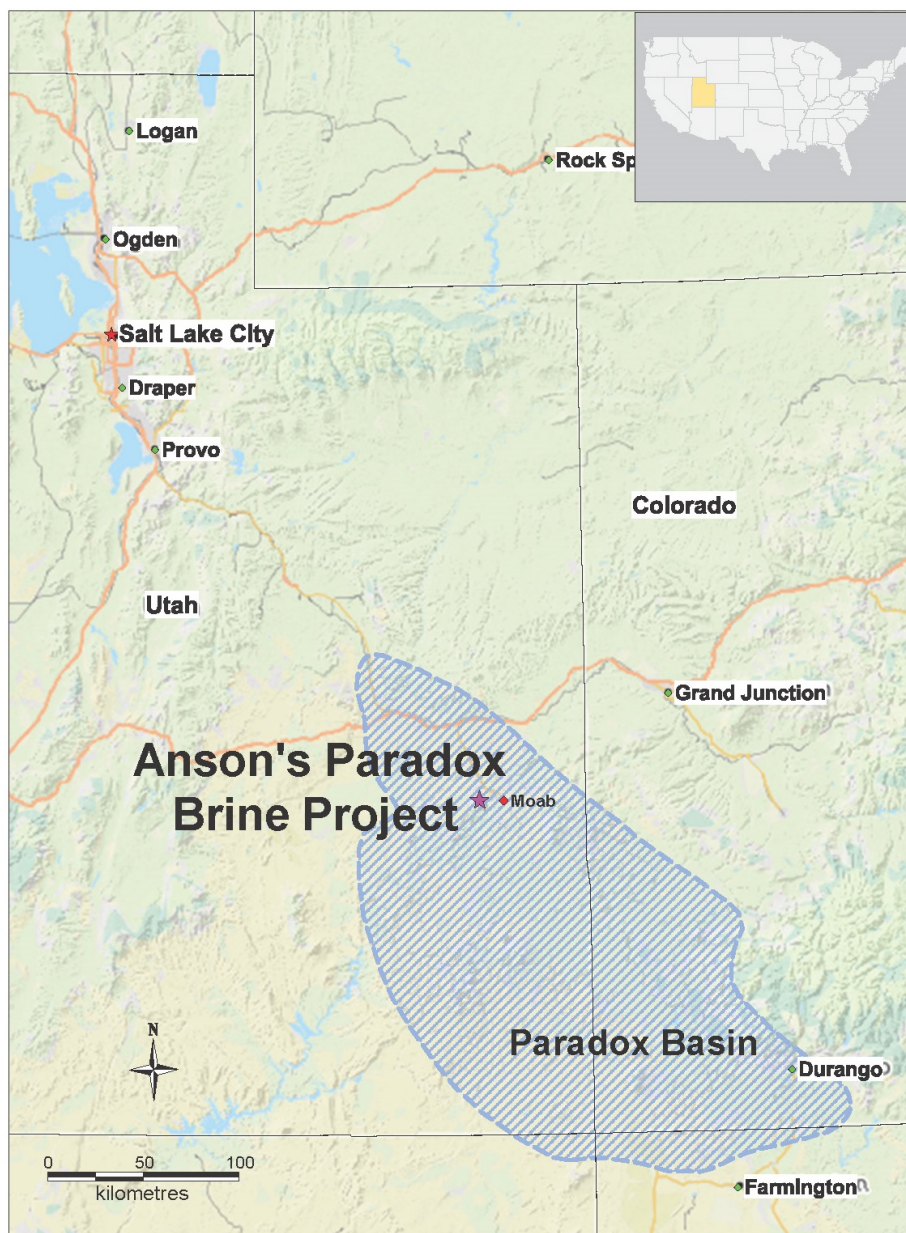 Logan
Rock Sp
Ogden
Salt Lake City
Draper
Provo
Colorado
Utah
Grand Junction
Anson's Paradox
Brine Project
Moab
N
Paradox Basin
Durango
0 50 100
kilometres
Farmington